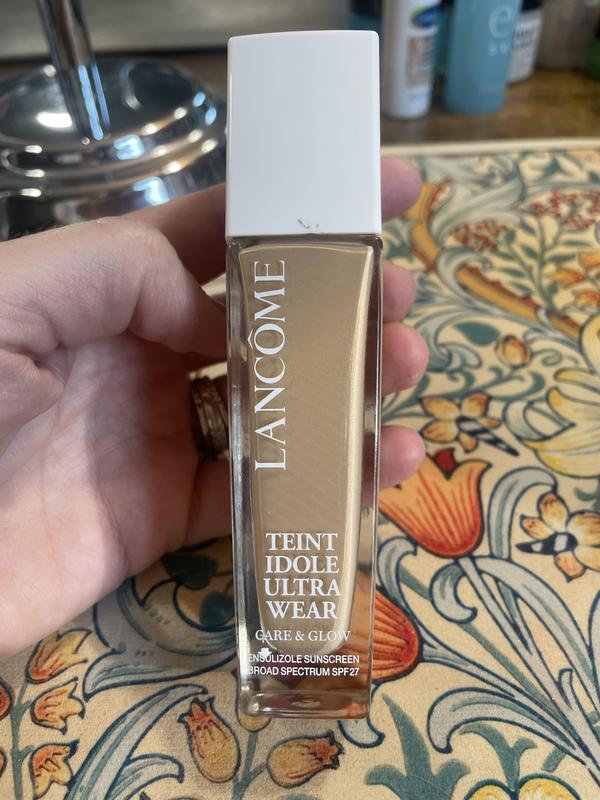 LANCÔME
TEINT
IDOLE
ULTRA
WEAR
CARE & GLOW
ENSULIZOLE SUNSCREEN
BROAD SPECTRUM SPF 27